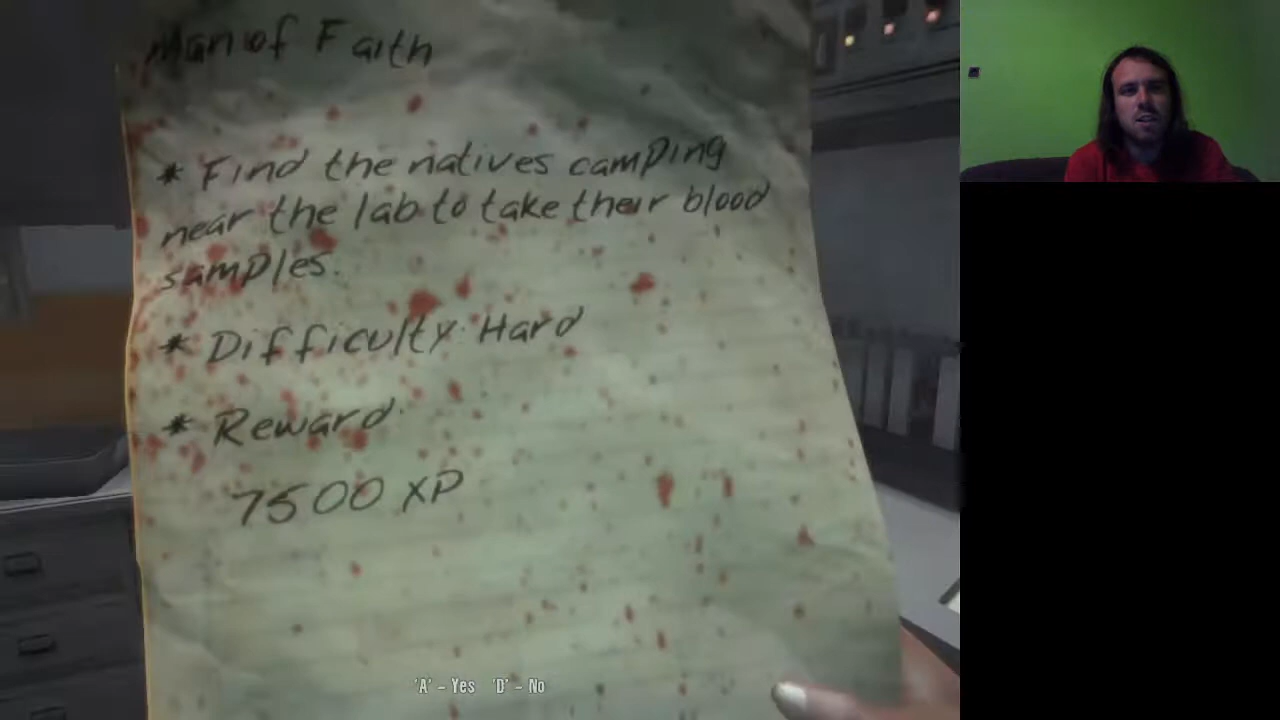 Man of Faith
* Find the natives camping
near the lab to take their blood
samples.
* Difficulty Hard
* Reward
7500 XP
'A' - Yes 'D' - No